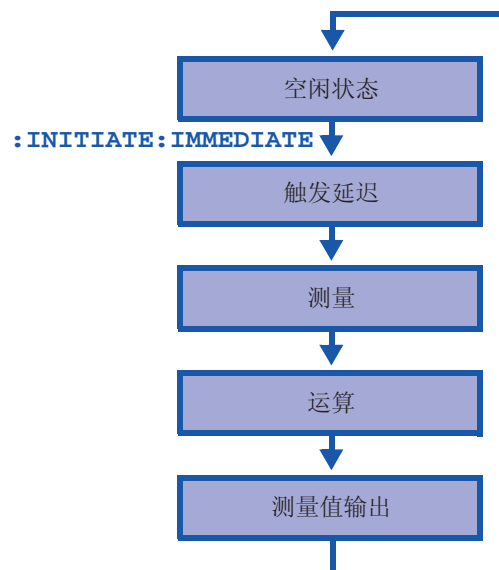 空闲状态
:INITIATE:IMMEDIATE
触发延迟
测量
运算
测量值输出